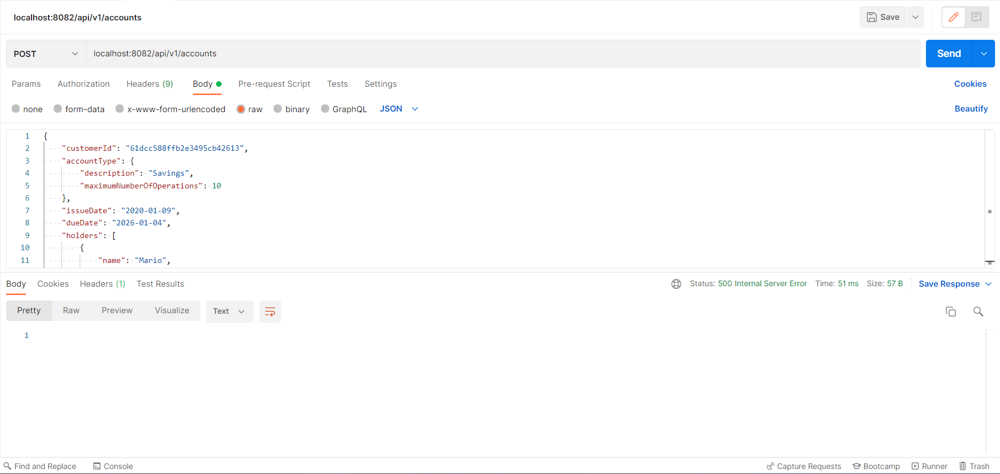 localhost:8082/api/v1/accounts
Save
POST
localhost:8082/api/v1/accounts
Send
Params Authorization Headers (9) Body Pre-request Script Tests Settings Cookies
none form-data x-www-form-urlencoded raw binary GraphQL JSON Beautify
1 {
2 "customerId": "61dcc588ffb2e3495cb42613",
3 "accountType": {
4 "description": "Savings",
5 "maximumNumberOfOperations": 10
6 },
7 "issueDate": "2020-01-09",
8 "dueDate": "2026-01-04",
9 "holders": [
10 {
11 "name": "Mario",
Body Cookies Headers (1) Test Results Status: 500 Internal Server Error Time: 51 ms Size: 57 B Save Response
Pretty Raw Preview Visualize Text
1
Find and Replace Console Capture Requests Bootcamp Runner Trash